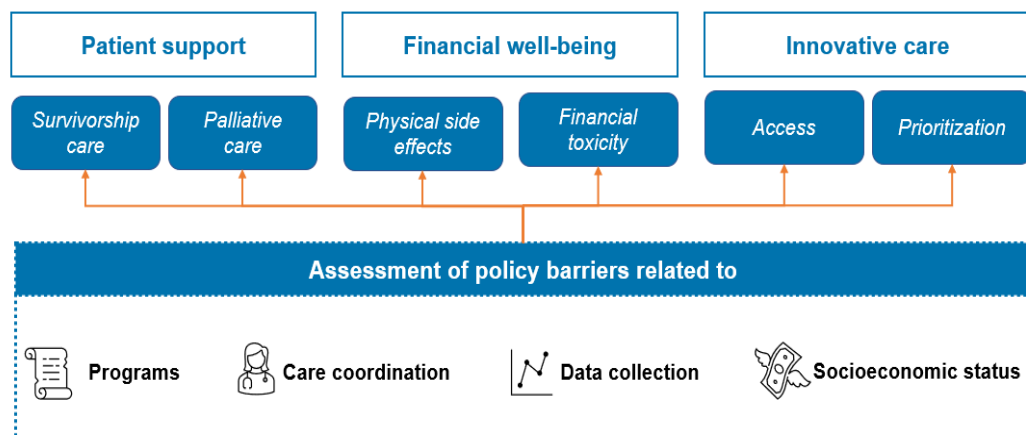 Patient support
Financial well-being
Innovative care
Survivorship
care
Palliative
care
Physical side
effects
Financial
toxicity
Access
Prioritization
Assessment of policy barriers related to
Programs
Care coordination
Data collection
Socioeconomic status